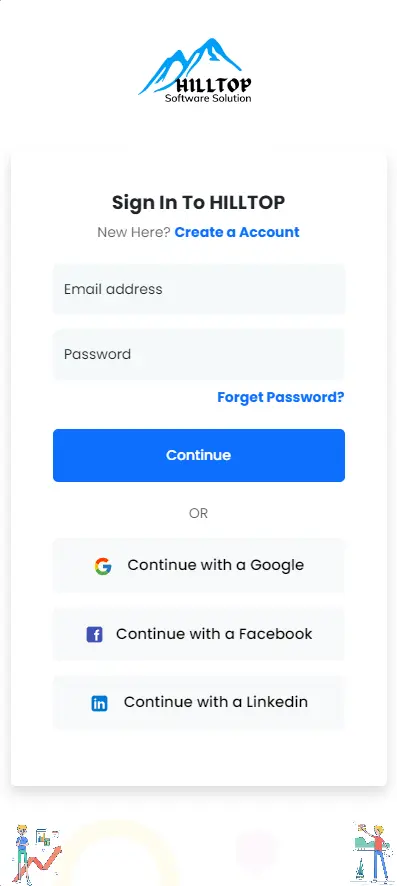 HILLTOP
Software Solution
Sign In To HILLTOP
New Here? Create a Account
Email address
Password
Forget Password?
Continue
OR
Continue with a Google
Continue with a Facebook
Continue with a Linkedin